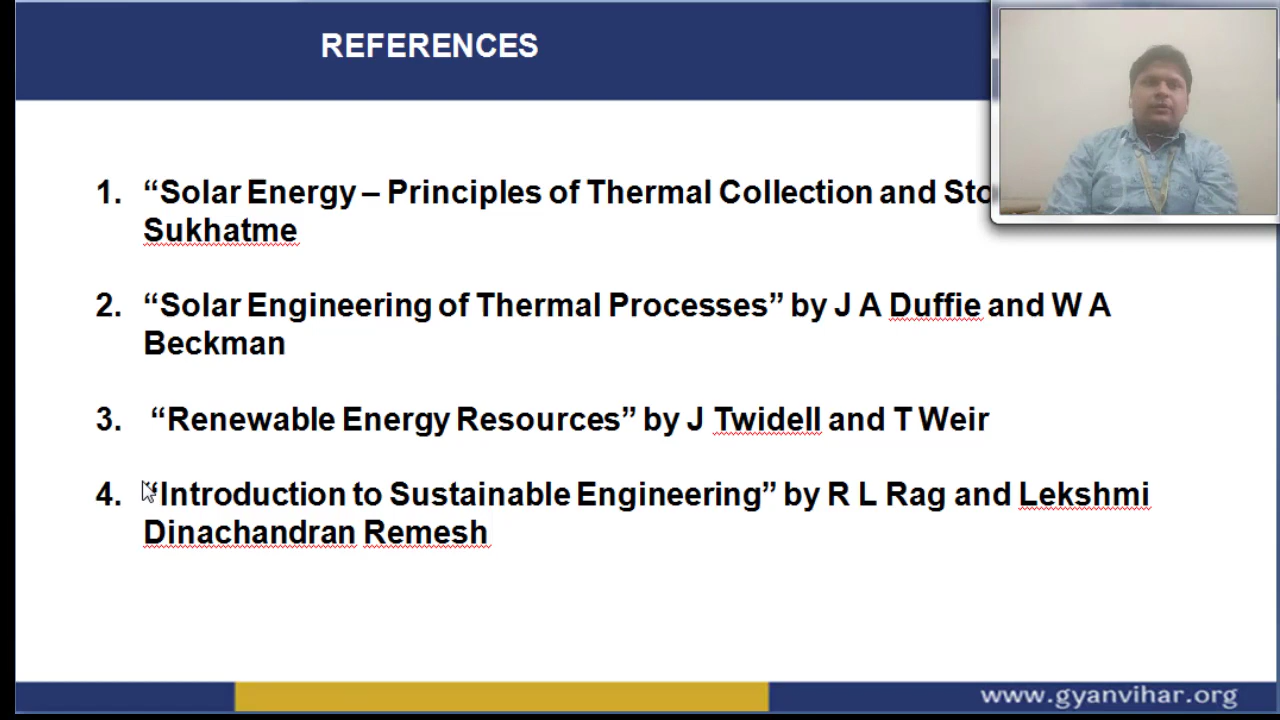 REFERENCES
1. “Solar Energy – Principles of Thermal Collection and
Sukhatme
2. “Solar Engineering of Thermal Processes” by J A Duffie and W A
Beckman
3. “Renewable Energy Resources” by J Twidell and T Weir
4. “Introduction to Sustainable Engineering” by R L Rag and Lekshmi
Dinachandran Remesh
www.gyanvihar.org